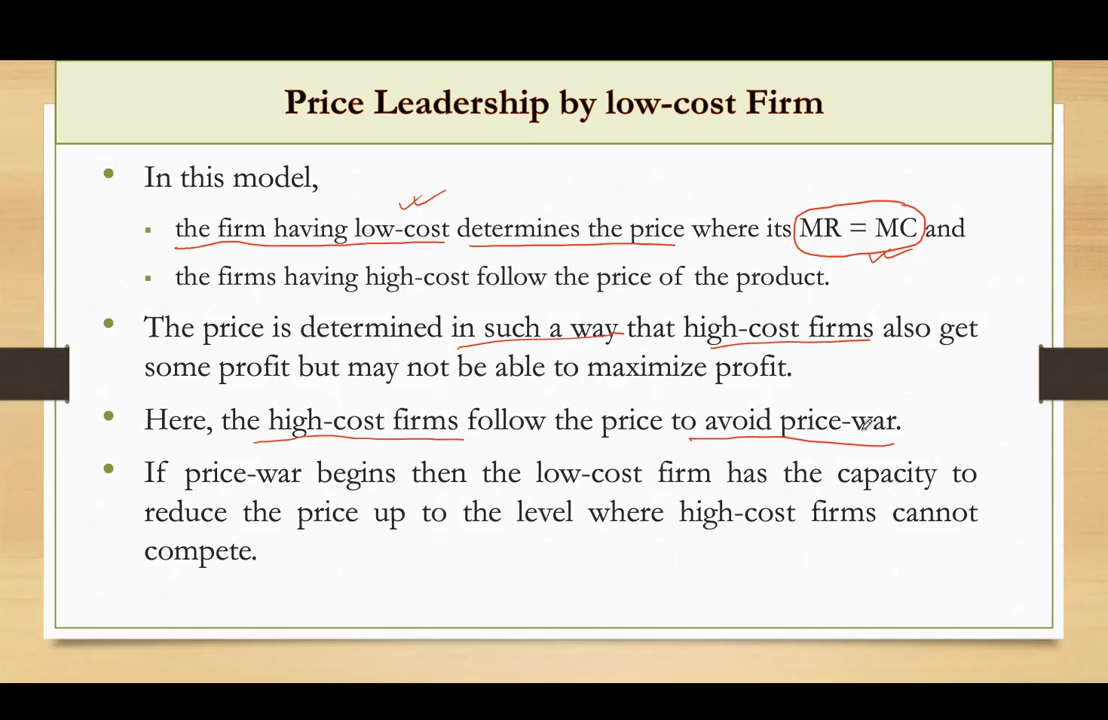 Price Leadership by low-cost Firm
• In this model,
▪ the firm having low-cost determines the price where its MR = MC and
▪ the firms having high-cost follow the price of the product.
• The price is determined in such a way that high-cost firms also get
some profit but may not be able to maximize profit.
• Here, the high-cost firms follow the price to avoid price-war.
• If price-war begins then the low-cost firm has the capacity to
reduce the price up to the level where high-cost firms cannot
compete.